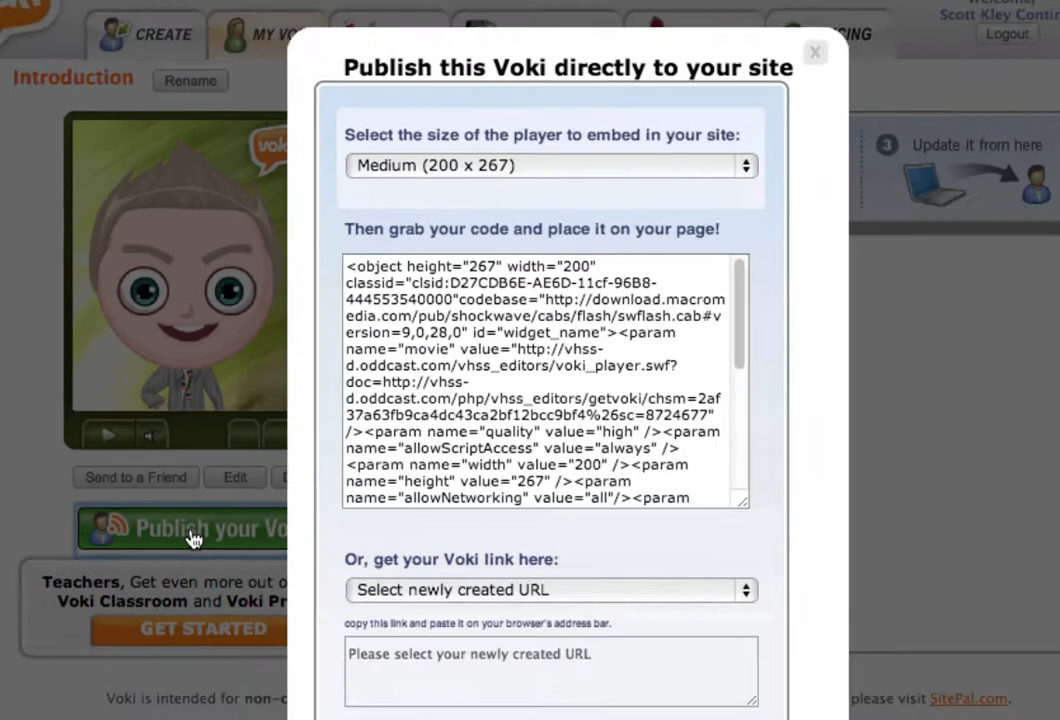 Scott Kley Conti
Logout
CREATE
MY VO
CING
Introduction
Rename
Publish this Voki directly to your site
x
Select the size of the player to embed in your site:
Medium (200 x 267)
3 Update it from here
Then grab your code and place it on your page!
<object height="267" width="200"
classid="clsid:D27CDB6E-AE6D-11cf-96B8-
444553540000"codebase="http://download.macrom
edia.com/pub/shockwave/cabs/flash/swflash.cab#v
ersion=9,0,28,0" id="widget_name"><param
name="movie" value="http://vhss-
d.oddcast.com/vhss_editors/voki_player.swf?
doc=http://vhss-
d.oddcast.com/php/vhss_editors/getvoki/chsm=2af
37a63fb9ca4dc43ca2bf12bcc9bf4%26sc=8724677"
/><param name="quality" value="high" /><param
name="allowScriptAccess" value="always" />
<param name="width" value="200" /><param
name="height" value="267" /><param
name="allowNetworking" value="all"/><param
Send to a Friend
Edit
Publish your Vo
Teachers, Get even more out o
Voki Classroom and Voki Pr
GET STARTED
Or, get your Voki link here:
Select newly created URL
copy this link and paste it on your browser's address bar.
Please select your newly created URL
Voki is intended for non-c
please visit SitePal.com.